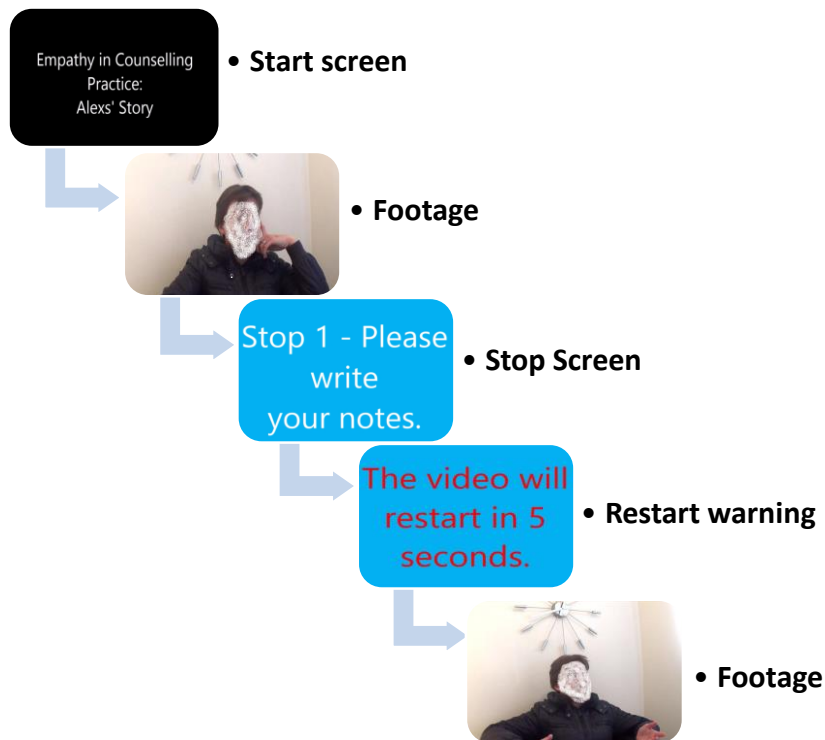 Empathy in Counselling
Practice:
Alexs' Story
• Start screen
• Footage
Stop 1 - Please
write
your notes.
• Stop Screen
The video will
restart in 5
seconds.
• Restart warning
• Footage